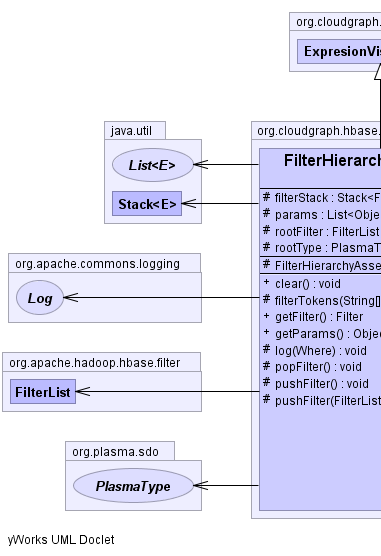 org.cloudgraph.
ExpresionVis
java.util
List<E>
Stack<E>
org.cloudgraph.hbase.
FilterHierarch
# filterStack : Stack<F
# params : List<Objec
# rootFilter : FilterList
# rootType : PlasmaT
# FilterHierarchyAsse
+ clear() : void
# filterTokens(String[]
+ getFilter() : Filter
+ getParams() : Objec
# log(Where) : void
# popFilter() : void
# pushFilter() : void
# pushFilter(FilterList
org.apache.commons.logging
Log
org.apache.hadoop.hbase.filter
FilterList
org.plasma.sdo
PlasmaType
yWorks UML Doclet